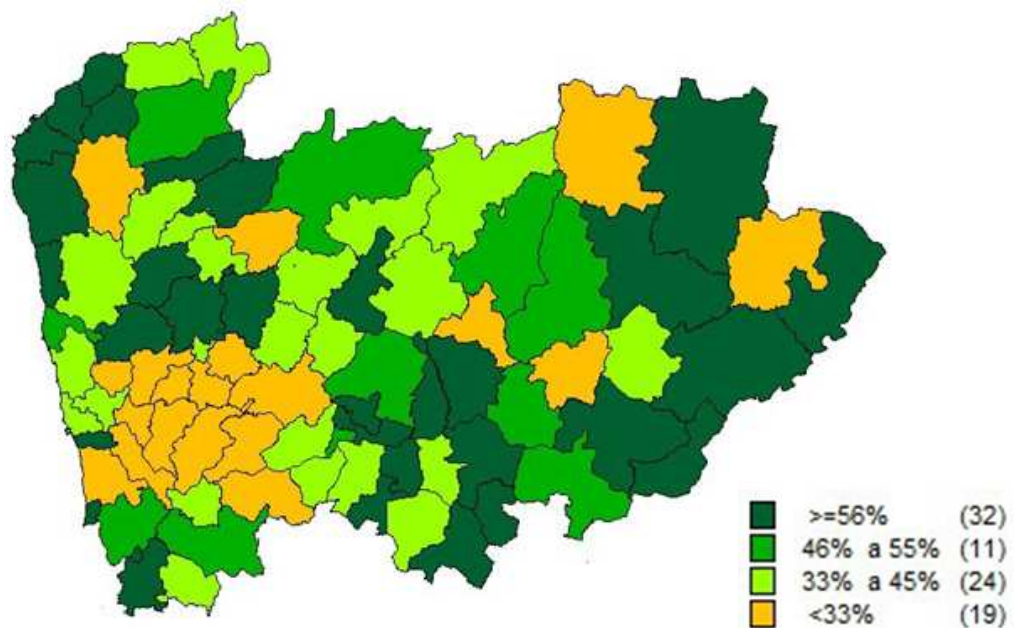 >=56% (32)
46% a 55% (11)
33% a 45% (24)
<33% (19)